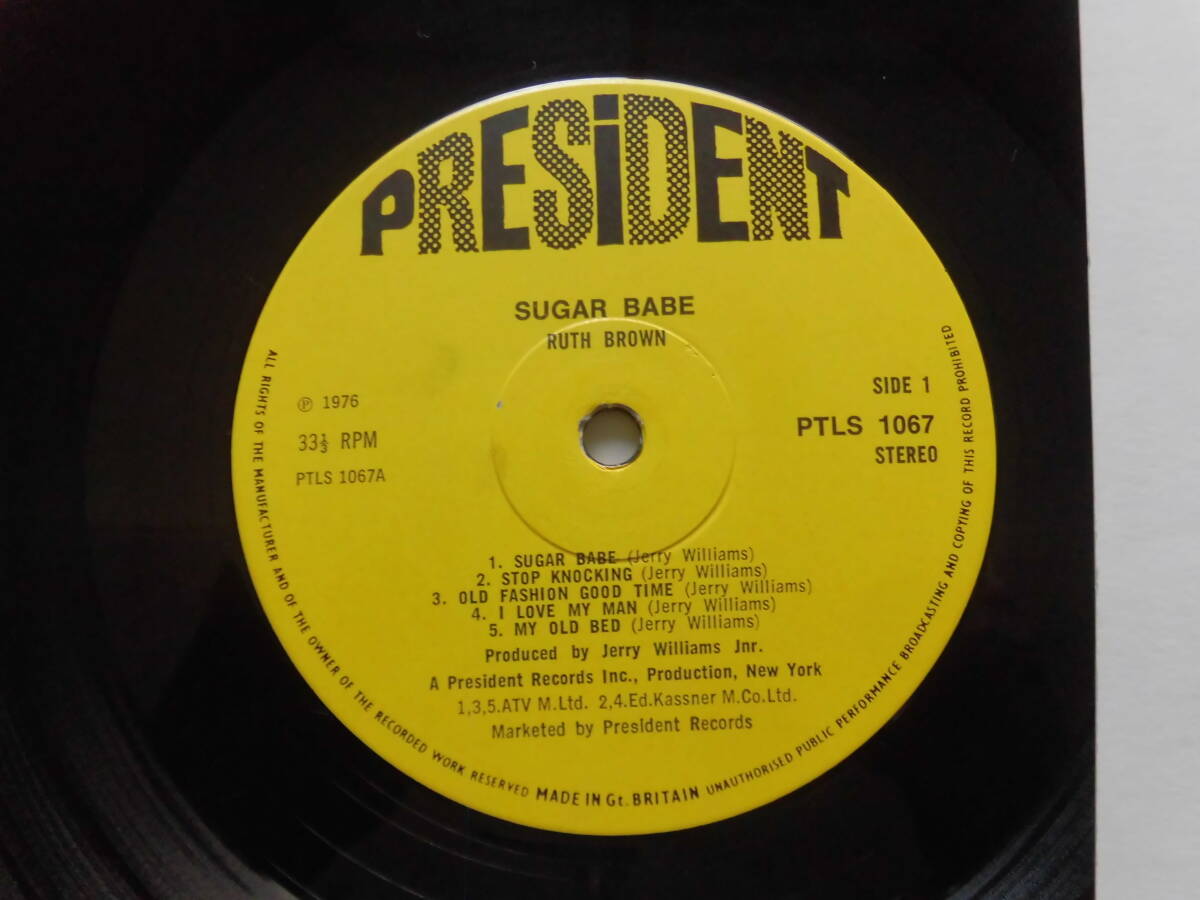 PRESiDENT
SUGAR BABE
RUTH BROWN
℗ 1976
33⅓ RPM
PTLS 1067A
SIDE 1
PTLS 1067
STEREO
1. SUGAR BABE (Jerry Williams)
2. STOP KNOCKING (Jerry Williams)
3. OLD FASHION GOOD TIME (Jerry Williams)
4. I LOVE MY MAN (Jerry Williams)
5. MY OLD BED (Jerry Williams)
Produced by Jerry Williams Jnr.
A President Records Inc., Production, New York
1,3,5.ATV M.Ltd. 2,4.Ed.Kassner M.Co.Ltd.
Marketed by President Records
ALL RIGHTS OF THE MANUFACTURER AND OF THE OWNER OF THE RECORDED WORK RESERVED MADE IN Gt. BRITAIN UNAUTHORISED PUBLIC PERFORMANCE BROADCASTING AND COPYING OF THIS RECORD PROHIBITED